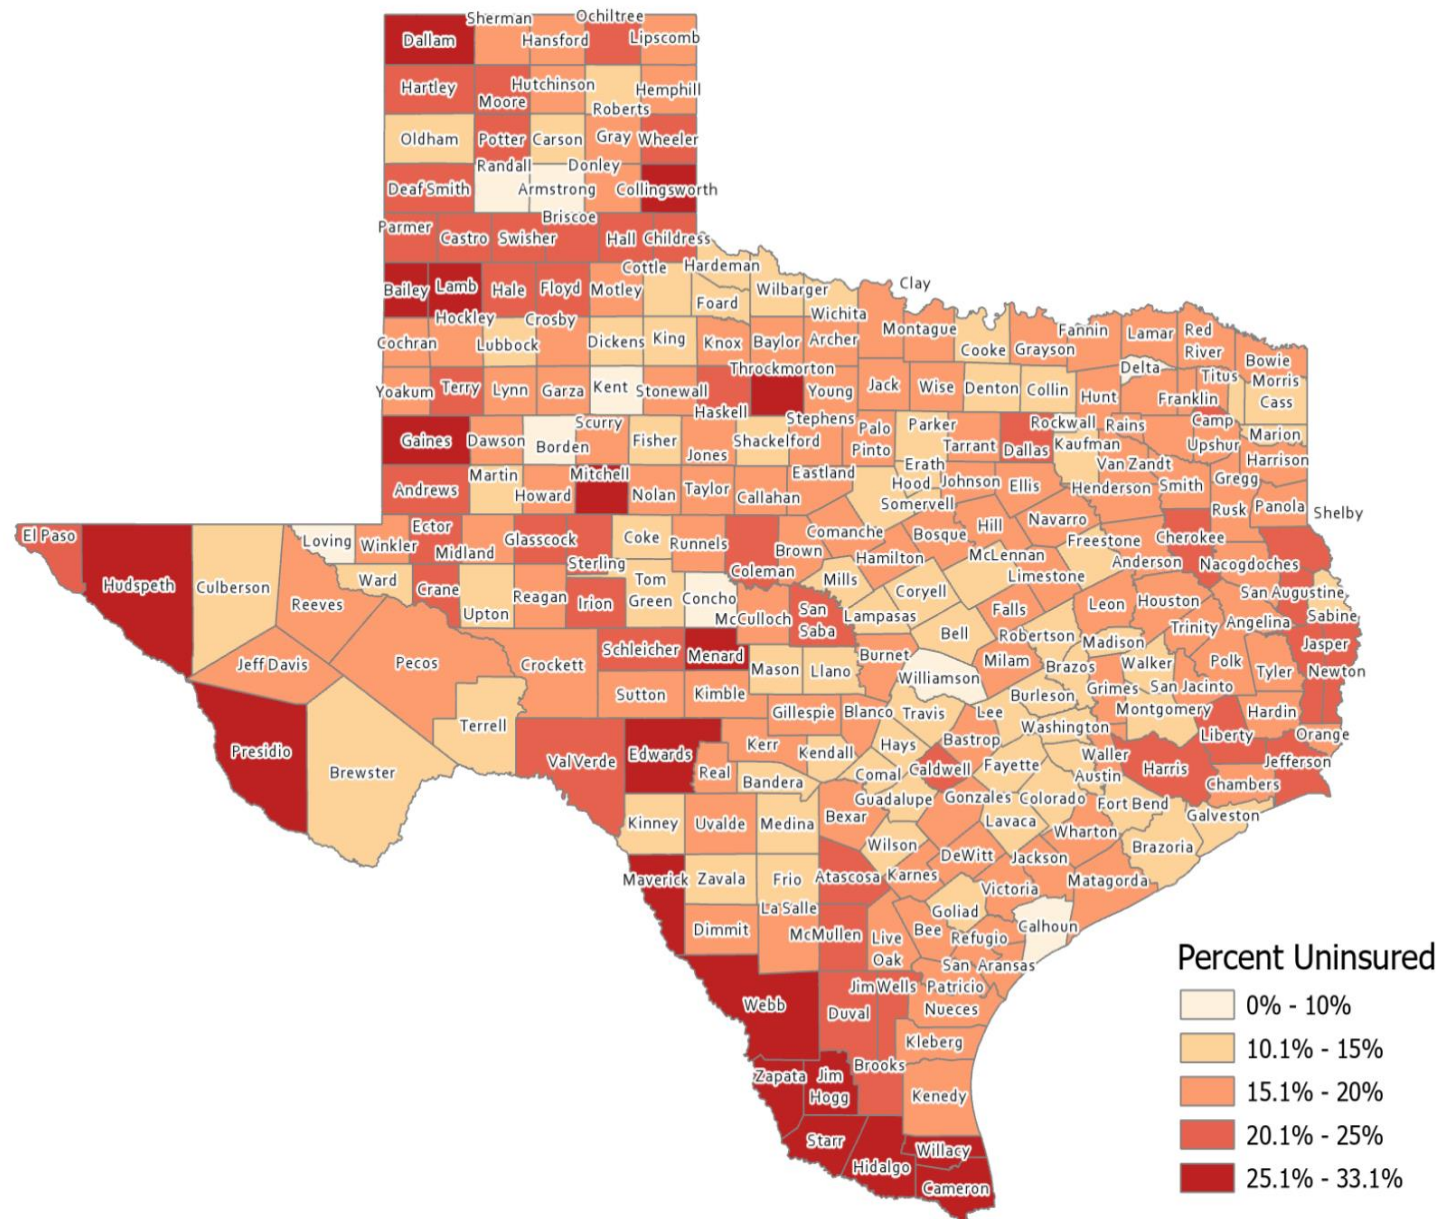 Sherman
Ochiltree
Dallam
Hansford
Lipscomb
Hartley
Moore
Hutchinson
Roberts
Hemphill
Oldham
Potter
Carson
Gray
Wheeler
Randall
Donley
Deaf Smith
Armstrong
Collingsworth
Parmer
Briscoe
Castro
Swisher
Hall
Childress
Cottle
Hardeman
Bailey
Lamb
Hale
Floyd
Motley
Foard
Wilbarger
Clay
Hockley
Crosby
Wichita
Cochran
Lubbock
Dickens
King
Knox
Baylor
Archer
Montague
Cooke
Grayson
Fannin
Lamar
Red
River
Bowie
Throckmorton
Delta
Titus
Morris
Yoakum
Terry
Lynn
Garza
Kent
Stonewall
Haskell
Young
Jack
Wise
Denton
Collin
Hunt
Franklin
Cass
Gaines
Dawson
Borden
Scurry
Fisher
Jones
Shackelford
Stephens
Palo
Pinto
Parker
Tarrant
Dallas
Rockwall
Kaufman
Rains
Camp
Upshur
Marion
Andrews
Martin
Howard
Mitchell
Nolan
Taylor
Callahan
Eastland
Erath
Hood
Somervell
Johnson
Ellis
Van Zandt
Henderson
Smith
Gregg
Harrison
Rusk
Panola
Shelby
El Paso
Hudspeth
Culberson
Loving
Winkler
Ector
Midland
Glasscock
Sterling
Coke
Runnels
Coleman
Brown
Comanche
Hamilton
Bosque
Hill
Navarro
Freestone
Anderson
Cherokee
Nacogdoches
Reeves
Ward
Crane
Upton
Reagan
Irion
Tom
Green
Concho
McCulloch
San
Saba
Mills
Lampasas
Coryell
McLennan
Limestone
Falls
Leon
Houston
Trinity
Angelina
San Augustine
Sabine
Jeff Davis
Pecos
Crockett
Schleicher
Menard
Mason
Llano
Burnet
Bell
Williamson
Milam
Robertson
Brazos
Madison
Walker
Grimes
San Jacinto
Polk
Tyler
Jasper
Newton
Sutton
Kimble
Gillespie
Blanco
Travis
Lee
Burleson
Washington
Montgomery
Liberty
Hardin
Orange
Jefferson
Presidio
Brewster
Terrell
Val Verde
Edwards
Real
Kerr
Bandera
Kendall
Hays
Comal
Caldwell
Bastrop
Fayette
Austin
Waller
Harris
Chambers
Kinney
Uvalde
Medina
Bexar
Guadalupe
Gonzales
Lavaca
Colorado
Fort Bend
Galveston
Wharton
Brazoria
Maverick
Zavala
Frio
Atascosa
Wilson
Karnes
DeWitt
Jackson
Victoria
Matagorda
Dimmit
La Salle
McMullen
Live
Oak
Bee
Goliad
Refugio
Calhoun
San
Patricio
Aransas
Webb
Duval
Jim Wells
Nueces
Kleberg
Zapata
Jim
Hogg
Brooks
Kenedy
Starr
Hidalgo
Willacy
Cameron
Percent Uninsured
0% - 10%
10.1% - 15%
15.1% - 20%
20.1% - 25%
25.1% - 33.1%